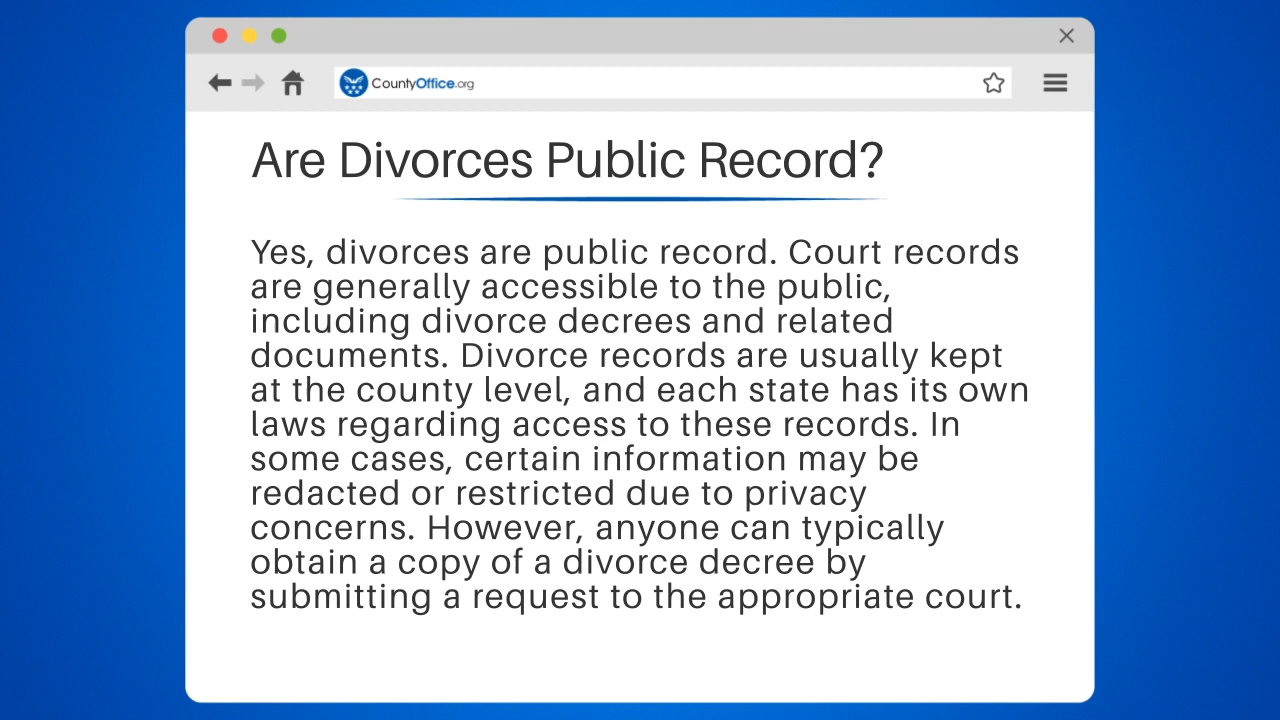 CountyOffice.org
Are Divorces Public Record?
Yes, divorces are public record. Court records
are generally accessible to the public,
including divorce decrees and related
documents. Divorce records are usually kept
at the county level, and each state has its own
laws regarding access to these records. In
some cases, certain information may be
redacted or restricted due to privacy
concerns. However, anyone can typically
obtain a copy of a divorce decree by
submitting a request to the appropriate court.